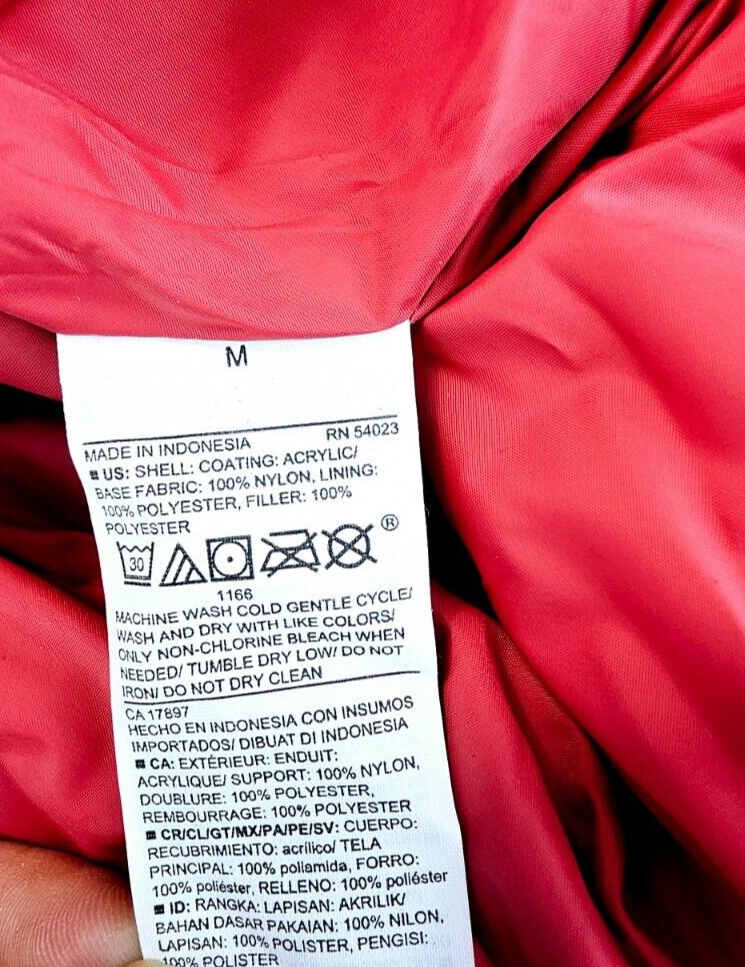 M
MADE IN INDONESIA RN 54023
US: SHELL: COATING: ACRYLIC/
BASE FABRIC: 100% NYLON, LINING:
100% POLYESTER, FILLER: 100%
POLYESTER
30 ®
1166
MACHINE WASH COLD GENTLE CYCLE/
WASH AND DRY WITH LIKE COLORS/
ONLY NON-CHLORINE BLEACH WHEN
NEEDED/ TUMBLE DRY LOW/ DO NOT
IRON/ DO NOT DRY CLEAN
CA 17897
HECHO EN INDONESIA CON INSUMOS
IMPORTADOS/ DIBUAT DI INDONESIA
CA: EXTÉRIEUR: ENDUIT:
ACRYLIQUE/ SUPPORT: 100% NYLON,
DOUBLURE: 100% POLYESTER,
REMBOURRAGE: 100% POLYESTER
CR/CL/GT/MX/PA/PE/SV: CUERPO:
RECUBRIMIENTO: acrílico/ TELA
PRINCIPAL: 100% poliamida, FORRO:
100% poliéster, RELLENO: 100% poliéster
ID: RANGKA: LAPISAN: AKRILIK/
BAHAN DASAR PAKAIAN: 100% NILON,
LAPISAN: 100% POLISTER, PENGISI:
100% POLISTER